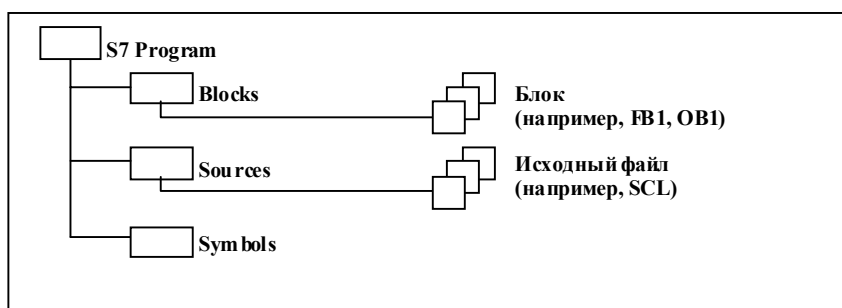 S7 Program
Blocks
Блок
(например, FB1, OB1)
Sources
Исходный файл
(например, SCL)
Symbols